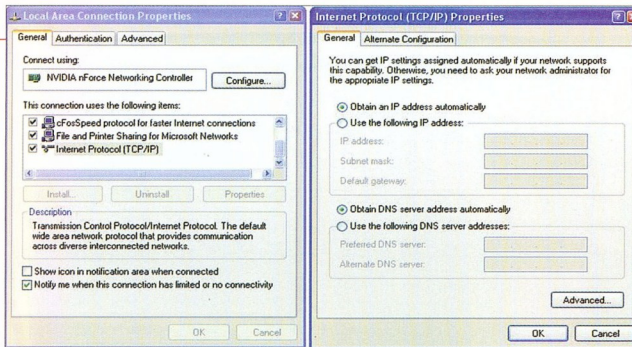 Local Area Connection Properties
General
Authentication
Advanced
Connect using:
NVIDIA nForce Networking Controller
Configure...
This connection uses the following items:
cFosSpeed protocol for faster Internet connections
File and Printer Sharing for Microsoft Networks
Internet Protocol (TCP/IP)
Install...
Uninstall
Properties
Description
Transmission Control Protocol/Internet Protocol. The default
wide area network protocol that provides communication
across diverse interconnected networks.
Show icon in notification area when connected
Notify me when this connection has limited or no connectivity
OK
Cancel
Internet Protocol (TCP/IP) Properties
General
Alternate Configuration
You can get IP settings assigned automatically if your network supports
this capability. Otherwise, you need to ask your network administrator for
the appropriate IP settings.
Obtain an IP address automatically
Use the following IP address:
IP address:
Subnet mask:
Default gateway:
Obtain DNS server address automatically
Use the following DNS server addresses:
Preferred DNS server:
Alternate DNS server:
Advanced...
OK
Cancel